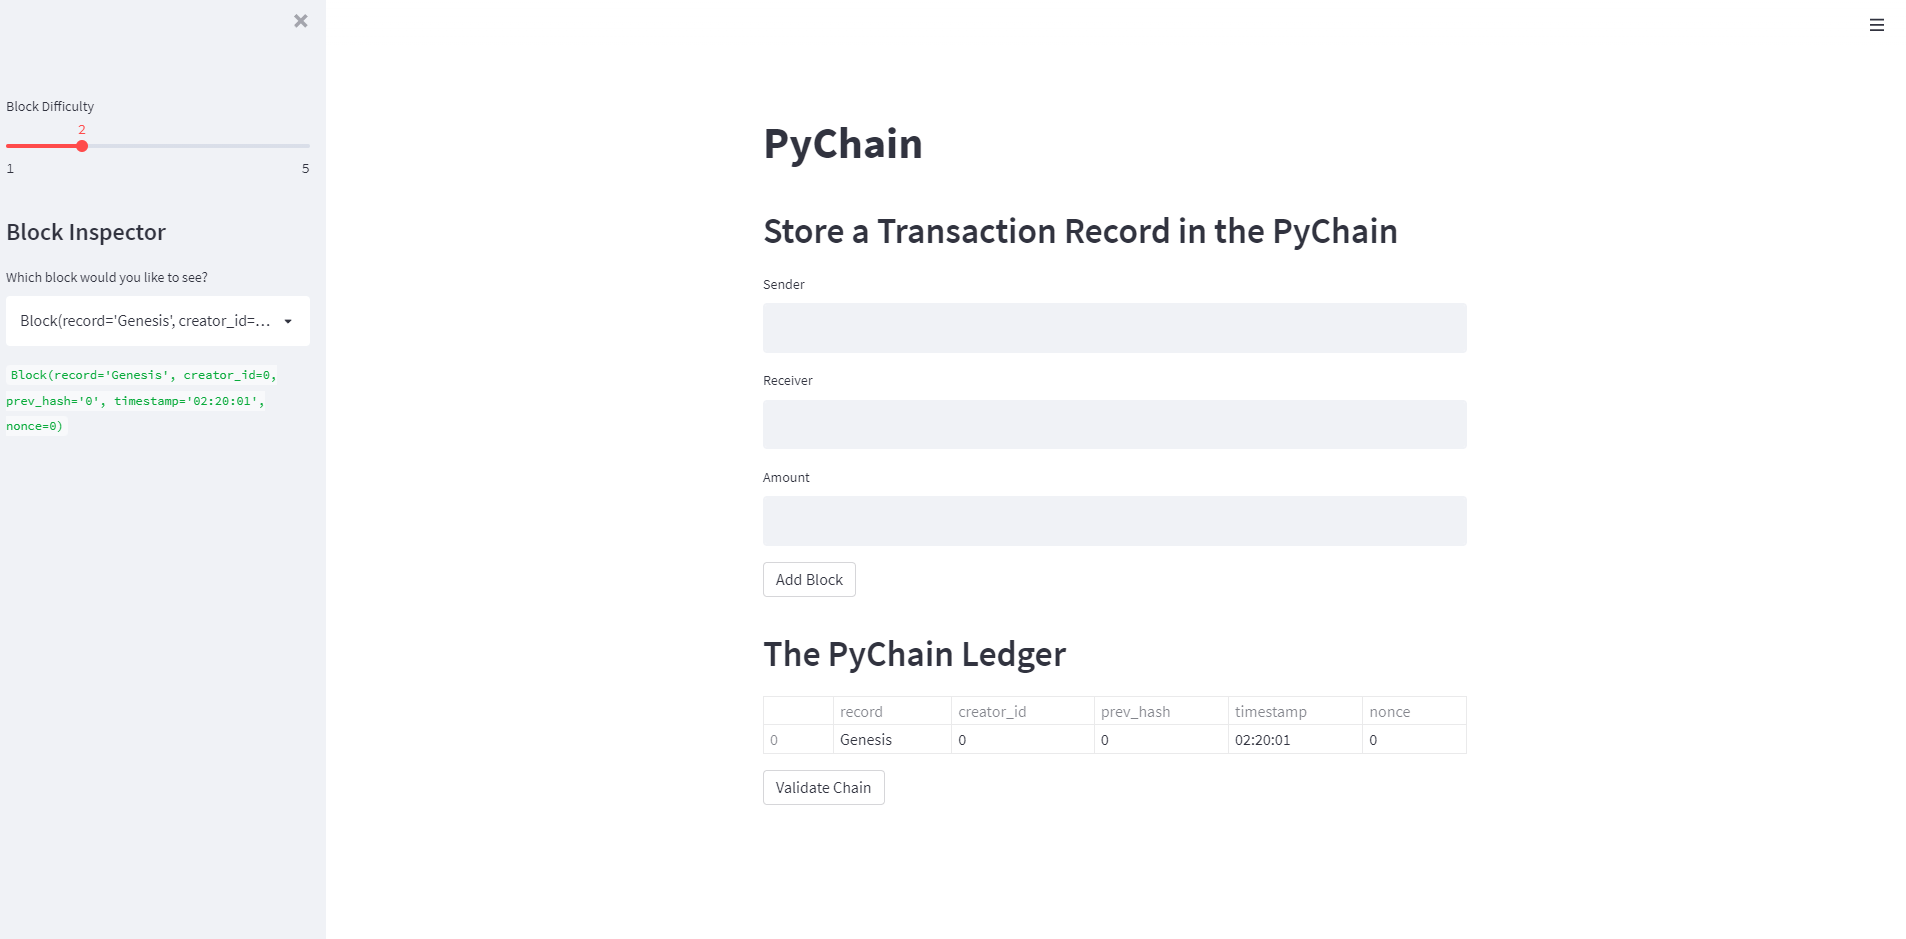 Block Difficulty
2
1 5
Block Inspector
Which block would you like to see?
Block(record='Genesis', creator_id=...
Block(record='Genesis', creator_id=0,
prev_hash='0', timestamp='02:20:01',
nonce=0)
PyChain
Store a Transaction Record in the PyChain
Sender
Receiver
Amount
Add Block
The PyChain Ledger
record creator_id prev_hash timestamp nonce
0 Genesis 0 0 02:20:01 0
Validate Chain